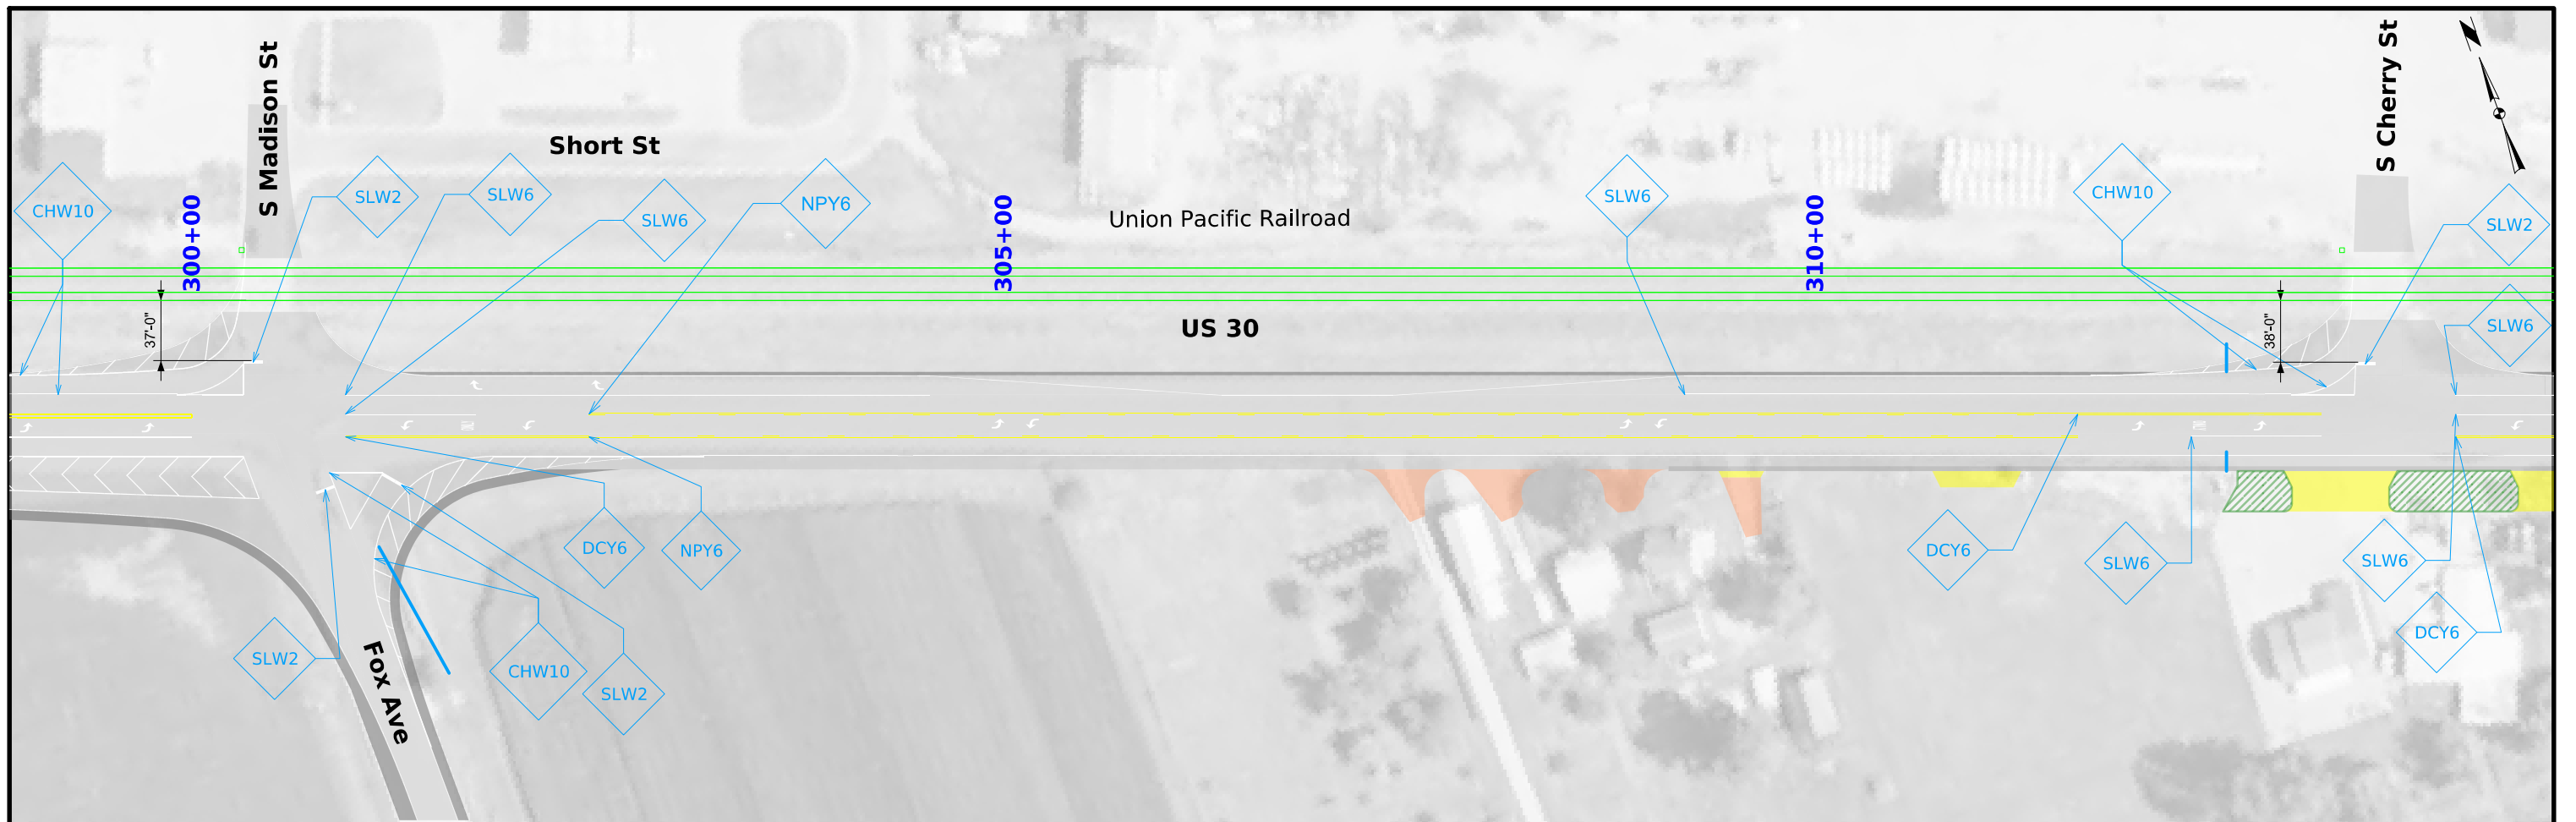 S Madison St
S Cherry St
Short St
CHW10
SLW2
SLW6
SLW6
NPY6
SLW6
CHW10
SLW2
300+00
305+00
310+00
Union Pacific Railroad
US 30
37'-0"
38'-0"
SLW6
DCY6
NPY6
DCY6
SLW6
SLW6
DCY6
SLW2
CHW10
SLW2
Fox Ave